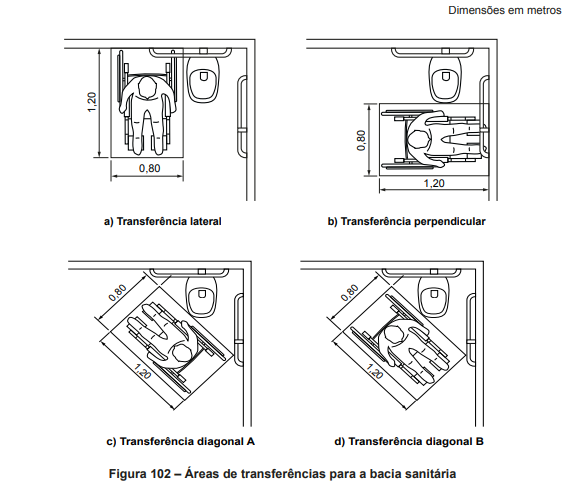 Dimensões em metros
1,20
0,80
a) Transferência lateral
0,80
1,20
b) Transferência perpendicular
0,80
1,20
c) Transferência diagonal A
0,80
1,20
d) Transferência diagonal B
Figura 102 – Áreas de transferências para a bacia sanitária